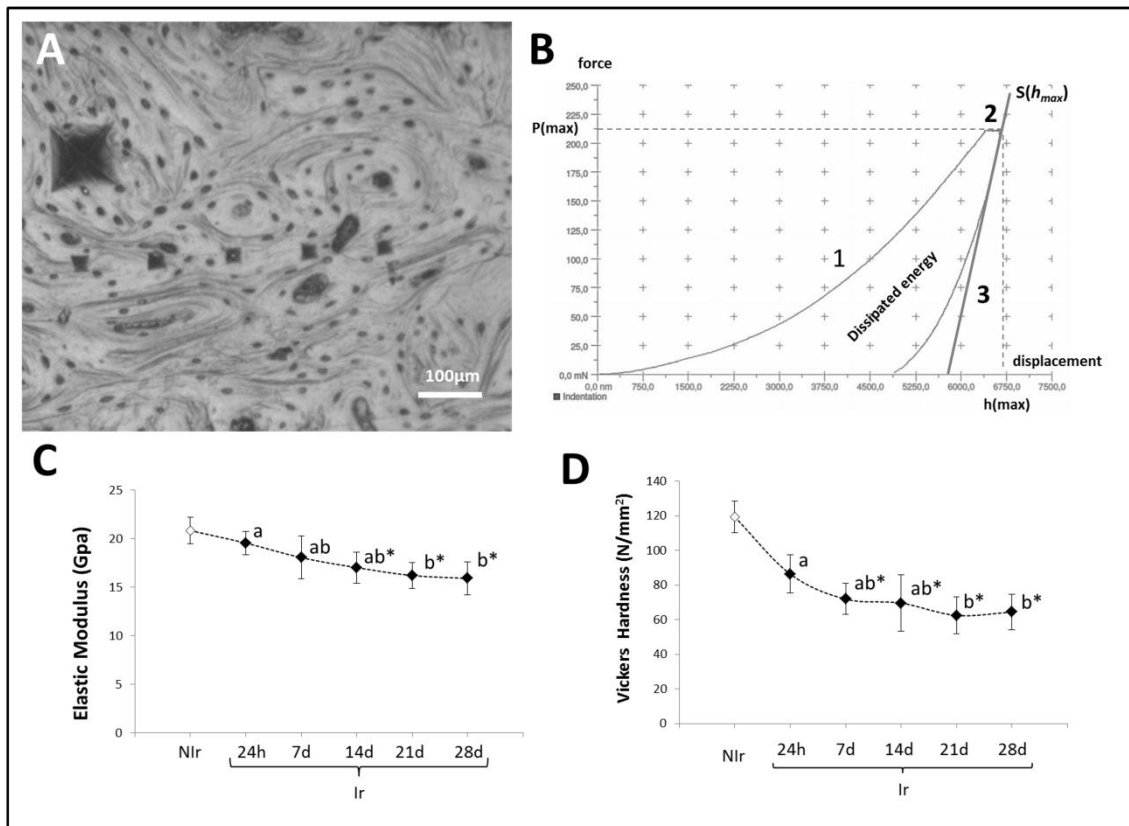 A
100µm
B
force
250,0
225,0
P(max)
200,0
175,0
150,0
125,0
100,0
75,0
50,0
25,0
0,0 mN
S(h_max)
2
1
Dissipated energy
3
displacement
0,0 nm 750,0 1500,0 2250,0 3000,0 3750,0 4500,0 5250,0 6000,0 6750,0 7500,0
Indentation
h(max)
C
Elastic Modulus (Gpa)
25
20
15
10
5
0
a
ab
ab*
b*
b*
NIr 24h 7d 14d 21d 28d
Ir
D
Vickers Hardness (N/mm²)
140
120
100
80
60
40
20
0
a
ab*
ab*
b*
b*
NIr 24h 7d 14d 21d 28d
Ir